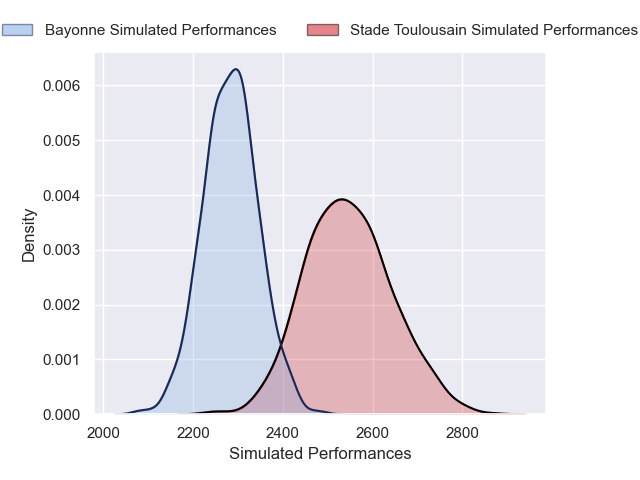 Bayonne Simulated Performances
Stade Toulousain Simulated Performances
0.006
0.005
0.004
0.003
0.002
0.001
0.000
Density
2000 2200 2400 2600 2800
Simulated Performances